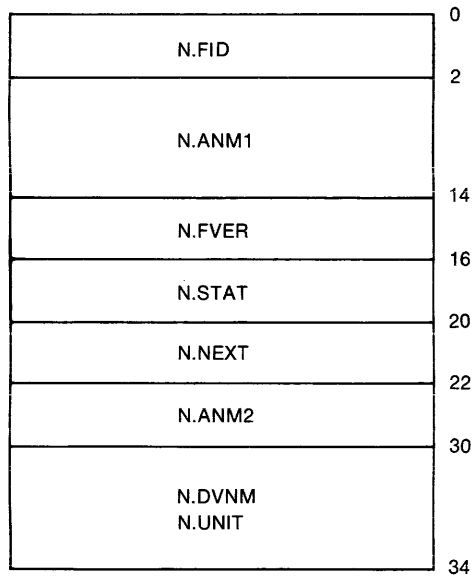 0
N.FID
2
N.ANM1
14
N.FVER
16
N.STAT
20
N.NEXT
22
N.ANM2
30
N.DVNM
N.UNIT
34